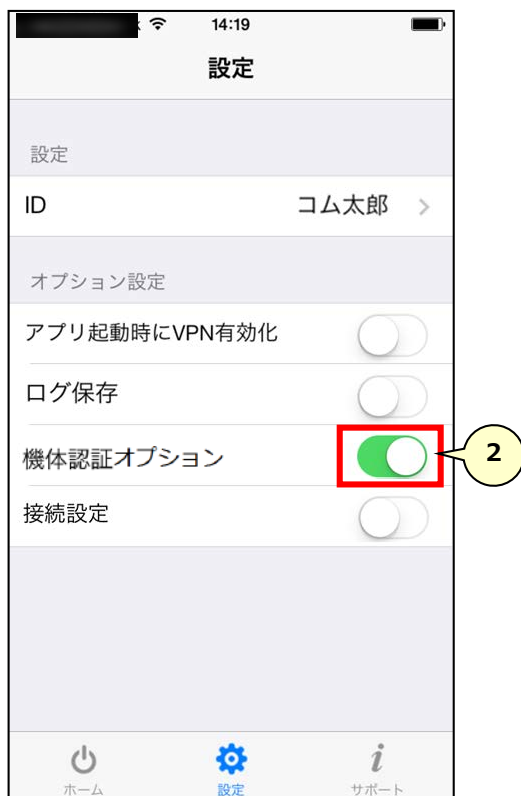 14:19
設定
設定
ID コム太郎
オプション設定
アプリ起動時にVPN有効化
ログ保存
機体認証オプション
2
接続設定
ホーム 設定 サポート